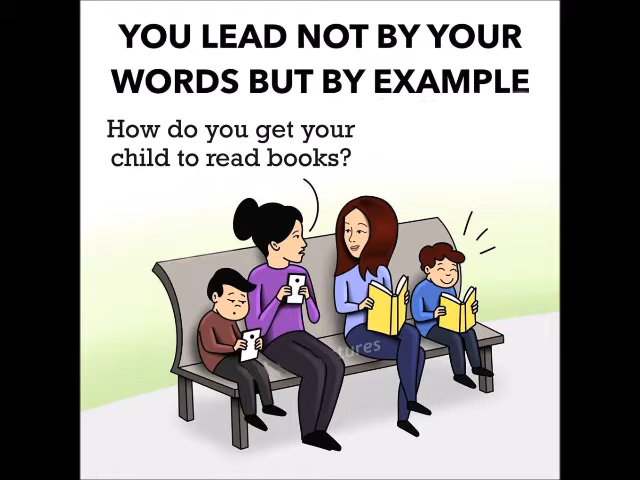 YOU LEAD NOT BY YOUR
WORDS BUT BY EXAMPLE
How do you get your
child to read books?